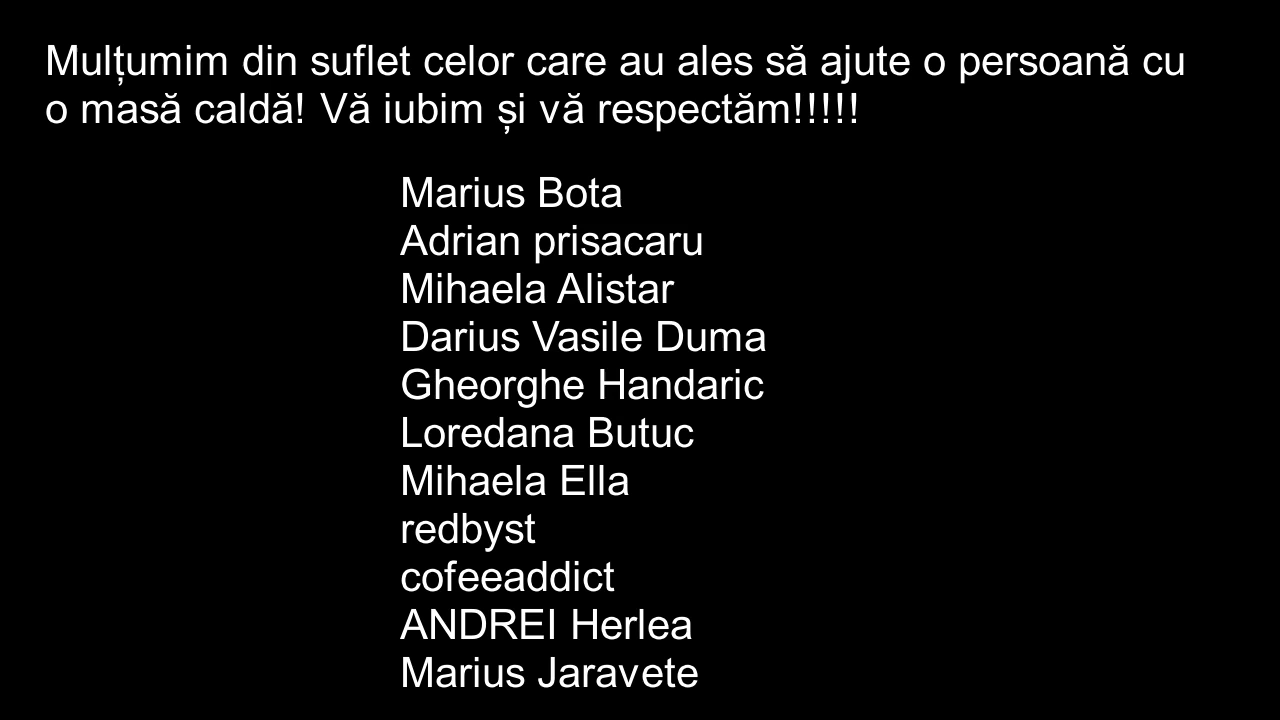 Mulțumim din suflet celor care au ales să ajute o persoană cu
o masă caldă! Vă iubim și vă respectăm!!!!!
Marius Bota
Adrian prisacaru
Mihaela Alistar
Darius Vasile Duma
Gheorghe Handaric
Loredana Butuc
Mihaela Ella
redbyst
cofeeaddict
ANDREI Herlea
Marius Jaravete